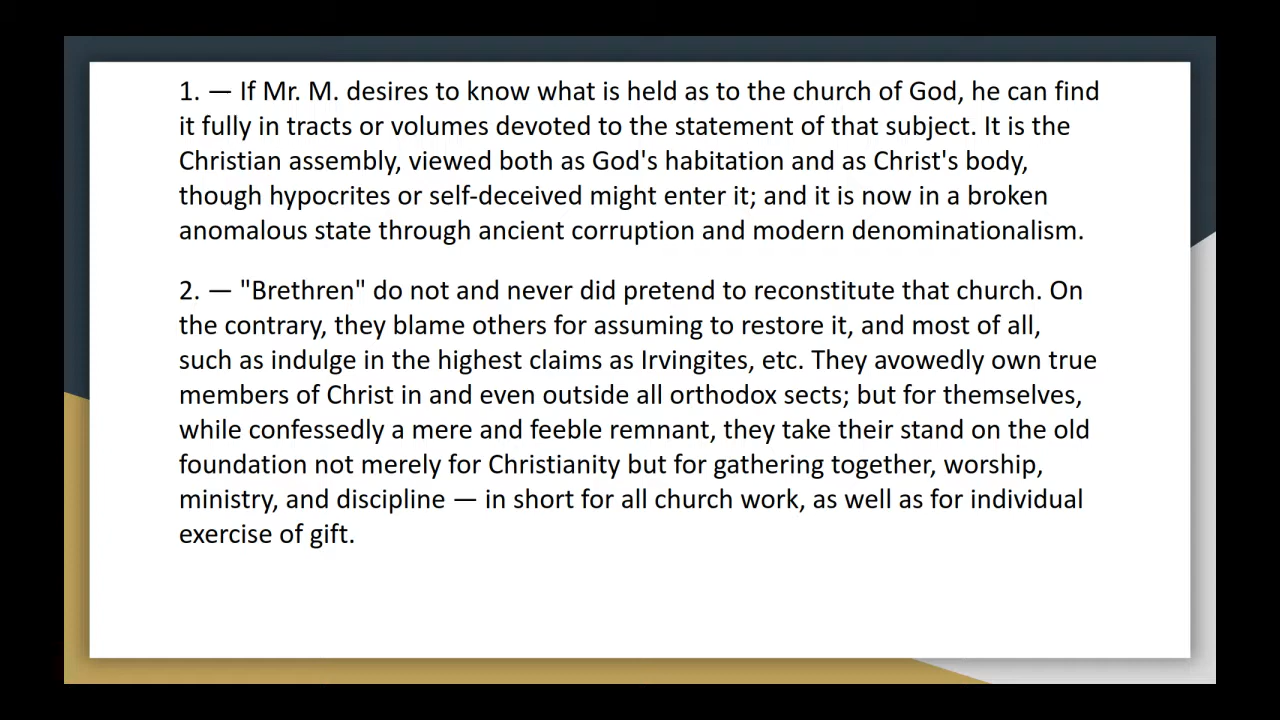 1. — If Mr. M. desires to know what is held as to the church of God, he can find
it fully in tracts or volumes devoted to the statement of that subject. It is the
Christian assembly, viewed both as God's habitation and as Christ's body,
though hypocrites or self-deceived might enter it; and it is now in a broken
anomalous state through ancient corruption and modern denominationalism.
2. — "Brethren" do not and never did pretend to reconstitute that church. On
the contrary, they blame others for assuming to restore it, and most of all,
such as indulge in the highest claims as Irvingites, etc. They avowedly own true
members of Christ in and even outside all orthodox sects; but for themselves,
while confessedly a mere and feeble remnant, they take their stand on the old
foundation not merely for Christianity but for gathering together, worship,
ministry, and discipline — in short for all church work, as well as for individual
exercise of gift.